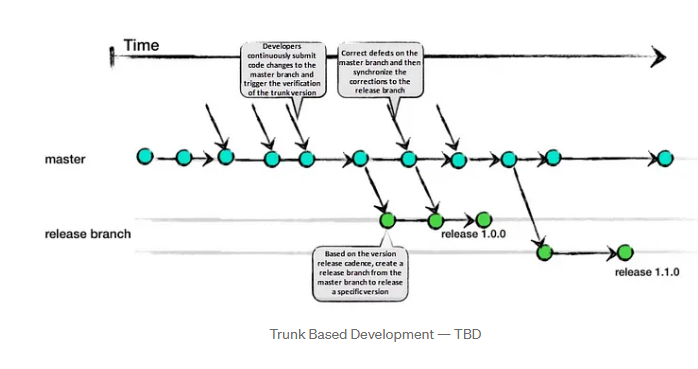 Time
Developers
continuously submit
code changes to the
master branch and
trigger the verification
of the trunk version
Correct defects on the
master branch and then
synchronize the
corrections to the
release branch
master
release branch
release 1.0.0
Based on the version
release cadence, create a
release branch from the
master branch to release
a specific version
release 1.1.0
Trunk Based Development — TBD